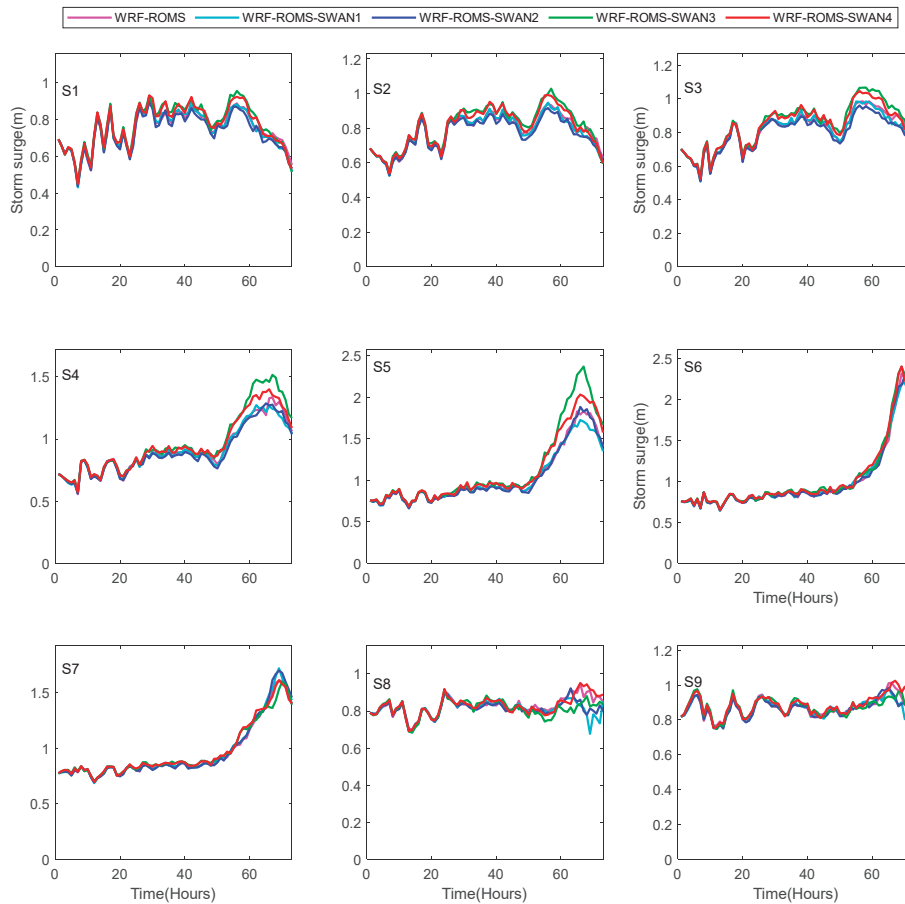 WRF-ROMS WRF-ROMS-SWAN1 WRF-ROMS-SWAN2 WRF-ROMS-SWAN3 WRF-ROMS-SWAN4
S1
Storm surge(m)
1
0.8
0.6
0.4
0.2
0
0 20 40 60
S2
1.2
1
0.8
0.6
0.4
0.2
0
0 20 40 60
S3
1.2
1
0.8
0.6
0.4
0.2
0
0 20 40 60
S4
1.5
1
0.5
0
0 20 40 60
S5
2.5
2
1.5
1
0.5
0
0 20 40 60
S6
Storm surge(m)
2.5
2
1.5
1
0.5
0
0 20 40 60
Time(Hours)
S7
1.5
1
0.5
0
0 20 40 60
Time(Hours)
S8
1
0.8
0.6
0.4
0.2
0
0 20 40 60
Time(Hours)
S9
1.2
1
0.8
0.6
0.4
0.2
0
0 20 40 60
Time(Hours)